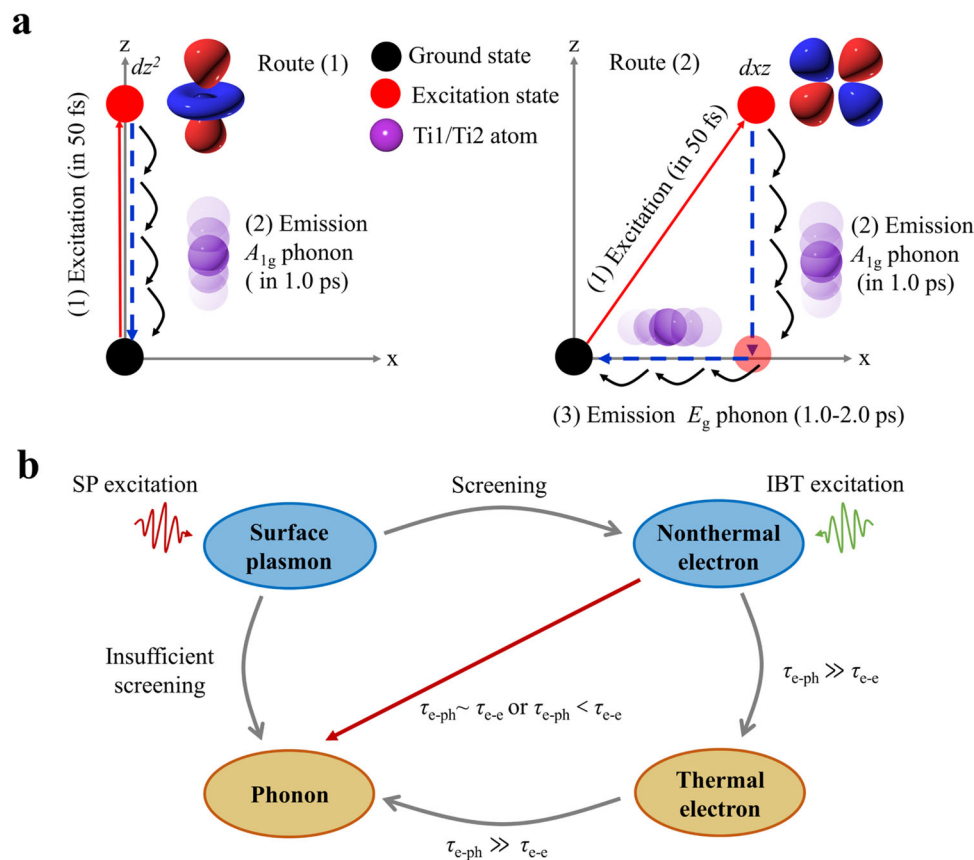 a
z
dz²
Route (1)
(1) Excitation (in 50 fs)
(2) Emission
A₁g phonon
( in 1.0 ps)
x
Ground state
Excitation state
Ti1/Ti2 atom
z
Route (2)
dxz
(1) Excitation (in 50 fs)
(2) Emission
A₁g phonon
(in 1.0 ps)
x
(3) Emission Eg phonon (1.0-2.0 ps)
b
SP excitation
Screening
IBT excitation
Surface
plasmon
Nonthermal
electron
Insufficient
screening
τe-ph ≫ τe-e
τe-ph~ τe-e or τe-ph < τe-e
Phonon
Thermal
electron
τe-ph ≫ τe-e